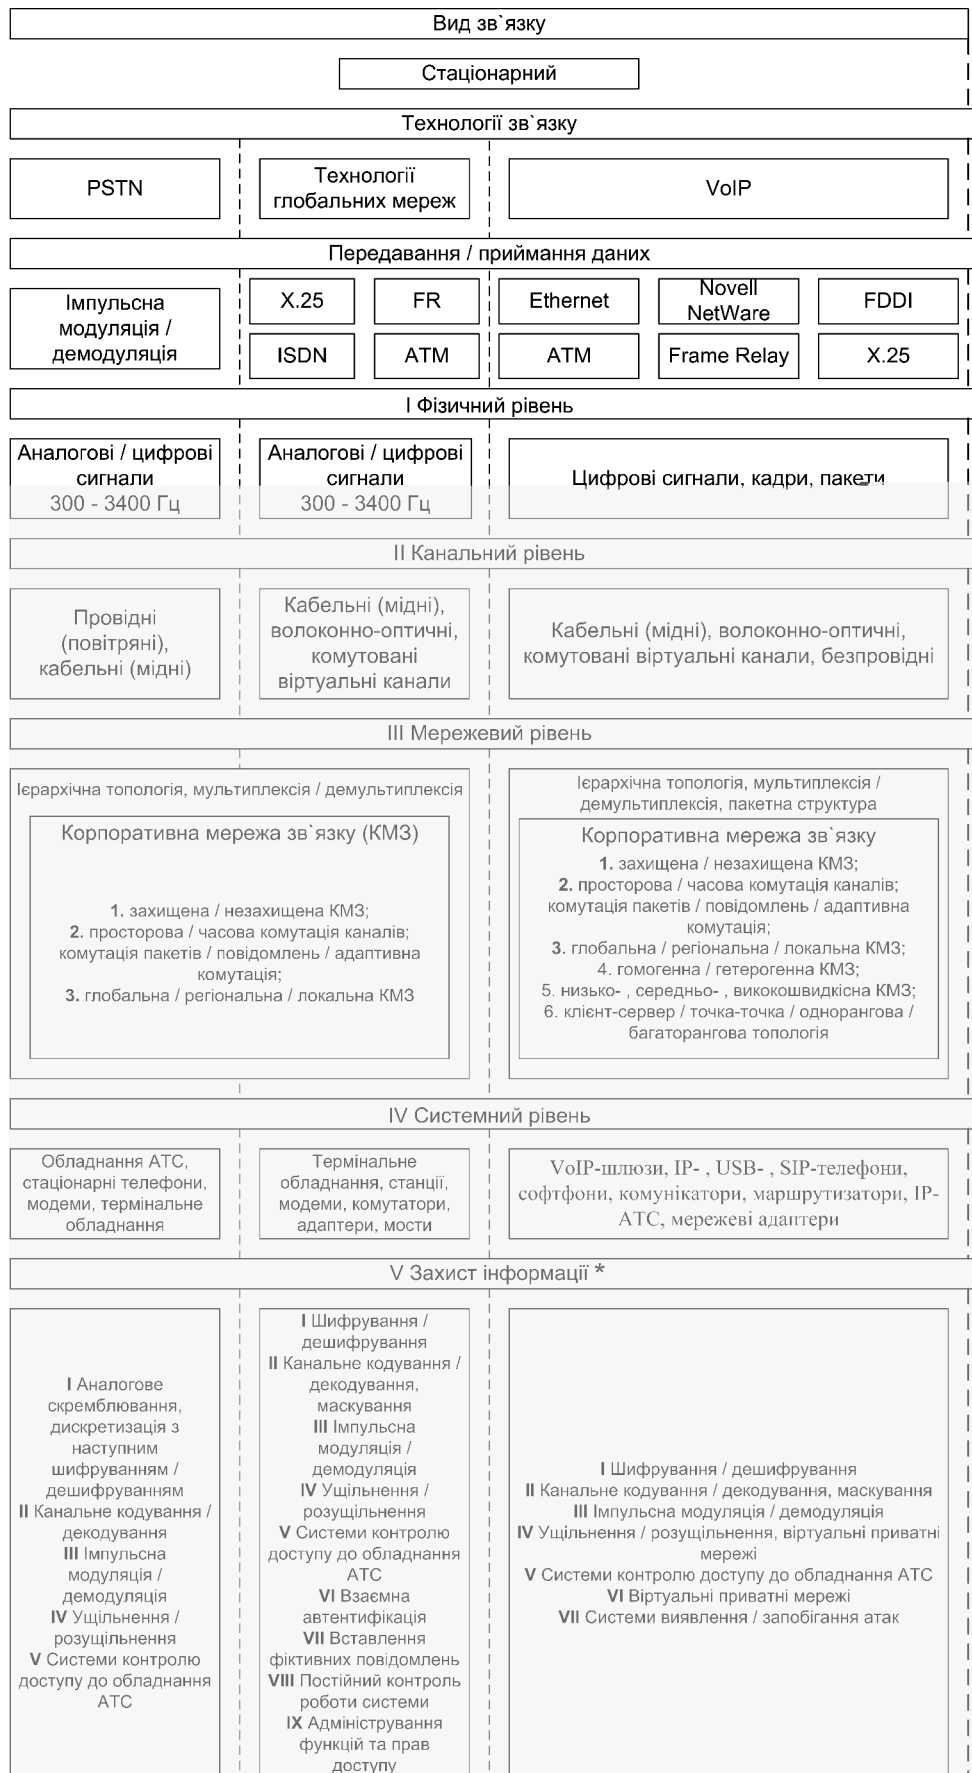 Вид зв`язку
Стаціонарний
Технології зв`язку
PSTN
Технології
глобальних мереж
VoIP
Передавання / приймання даних
Імпульсна
модуляція /
демодуляція
X.25
FR
ISDN
ATM
Ethernet
Novell
NetWare
FDDI
ATM
Frame Relay
X.25
I Фізичний рівень
Аналогові / цифрові
сигнали
300 - 3400 Гц
Аналогові / цифрові
сигнали
300 - 3400 Гц
Цифрові сигнали, кадри, пакети
II Канальний рівень
Провідні
(повітряні),
кабельні (мідні)
Кабельні (мідні),
волоконно-оптичні,
комутовані
віртуальні канали
Кабельні (мідні), волоконно-оптичні,
комутовані віртуальні канали, безпровідні
III Мережевий рівень
Ієрархічна топологія, мультиплексія / демультиплексія
Корпоративна мережа зв`язку (КМЗ)
1. захищена / незахищена КМЗ;
2. просторова / часова комутація каналів;
комутація пакетів / повідомлень / адаптивна
комутація;
3. глобальна / регіональна / локальна КМЗ
Ієрархічна топологія, мультиплексія /
демультиплексія, пакетна структура
Корпоративна мережа зв`язку
1. захищена / незахищена КМЗ;
2. просторова / часова комутація каналів;
комутація пакетів / повідомлень / адаптивна
комутація;
3. глобальна / регіональна / локальна КМЗ;
4. гомогенна / гетерогенна КМЗ;
5. низько- , середньо- , викокошвидкісна КМЗ;
6. клієнт-сервер / точка-точка / однорангова /
багаторангова топологія
IV Системний рівень
Обладнання АТС,
стаціонарні телефони,
модеми, термінальне
обладнання
Термінальне
обладнання, станції,
модеми, комутатори,
адаптери, мости
VoIP-шлюзи, IP- , USB- , SIP-телефони,
софтфони, комунікатори, маршрутизатори, IP-
АТС, мережеві адаптери
V Захист інформації *
I Аналогове
скремблювання,
дискретизація з
наступним
шифруванням /
дешифруванням
II Канальне кодування /
декодування
III Імпульсна
модуляція /
демодуляція
IV Ущільнення /
розущільнення
V Системи контролю
доступу до обладнання
АТС
I Шифрування /
дешифрування
II Канальне кодування /
декодування,
маскування
III Імпульсна
модуляція /
демодуляція
IV Ущільнення /
розущільнення
V Системи контролю
доступу до обладнання
АТС
VI Взаємна
автентифікація
VII Вставлення
фіктивних повідомлень
VIII Постійний контроль
роботи системи
IX Адміністрування
функцій та прав
доступу
I Шифрування / дешифрування
II Канальне кодування / декодування, маскування
III Імпульсна модуляція / демодуляція
IV Ущільнення / розущільнення, віртуальні приватні
мережі
V Системи контролю доступу до обладнання АТС
VI Віртуальні приватні мережі
VII Системи виявлення / запобігання атак